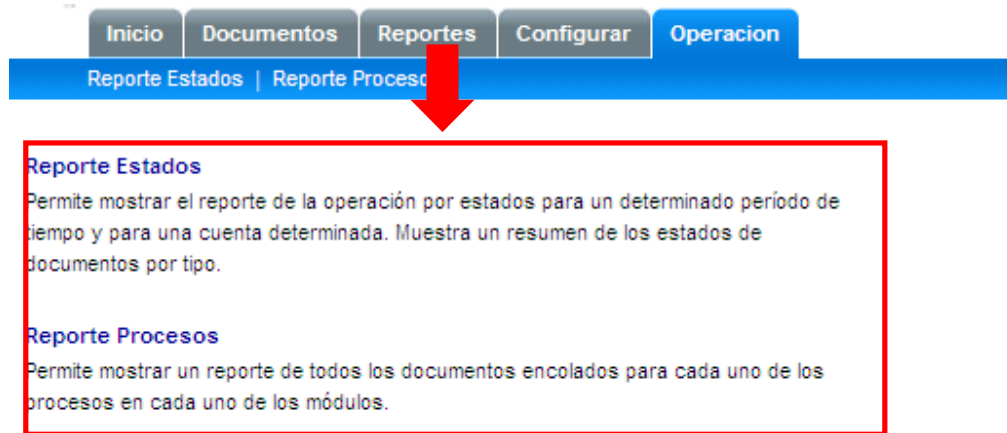 Inicio Documentos Reportes Configurar Operacion
Reporte Estados | Reporte Proceso
Reporte Estados
Permite mostrar el reporte de la operación por estados para un determinado período de
tiempo y para una cuenta determinada. Muestra un resumen de los estados de
documentos por tipo.
Reporte Procesos
Permite mostrar un reporte de todos los documentos encolados para cada uno de los
procesos en cada uno de los módulos.